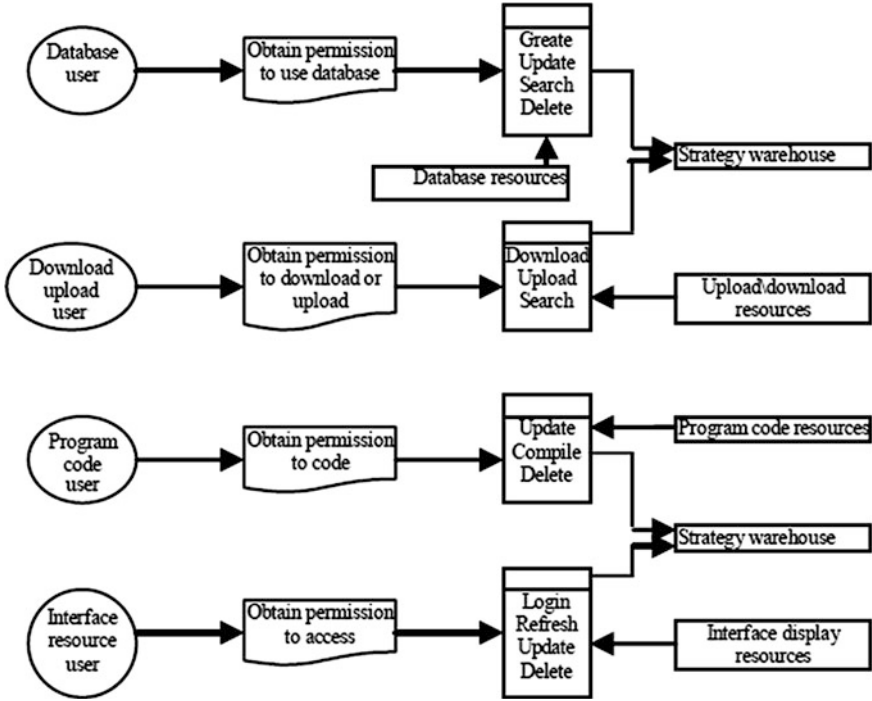 Database
user
Obtain permission
to use database
Greate
Update
Search
Delete
Strategy warehouse
Database resources
Download
upload
user
Obtain permission
to download or
upload
Download
Upload
Search
Upload\download
resources
Program
code
user
Obtain permission
to code
Update
Compile
Delete
Program code resources
Strategy warehouse
Interface
resource
user
Obtain permission
to access
Login
Refresh
Update
Delete
Interface display
resources